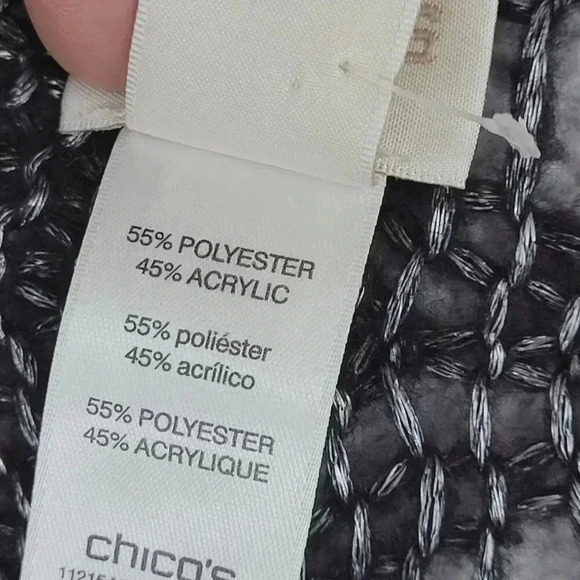 55% POLYESTER
45% ACRYLIC
55% poliéster
45% acrílico
55% POLYESTER
45% ACRYLIQUE
chico's